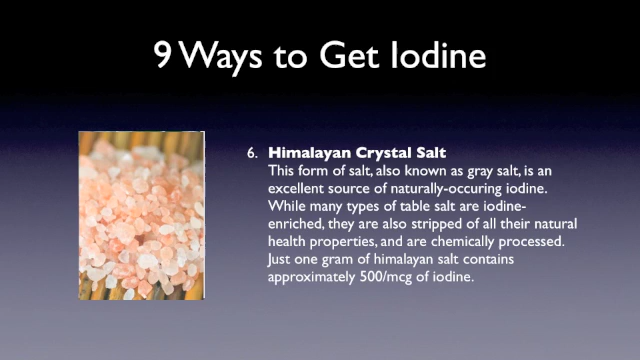 9 Ways to Get Iodine
6. Himalayan Crystal Salt
This form of salt, also known as gray salt, is an
excellent source of naturally-occuring iodine.
While many types of table salt are iodine-
enriched, they are also stripped of all their natural
health properties, and are chemically processed.
Just one gram of himalayan salt contains
approximately 500/mcg of iodine.